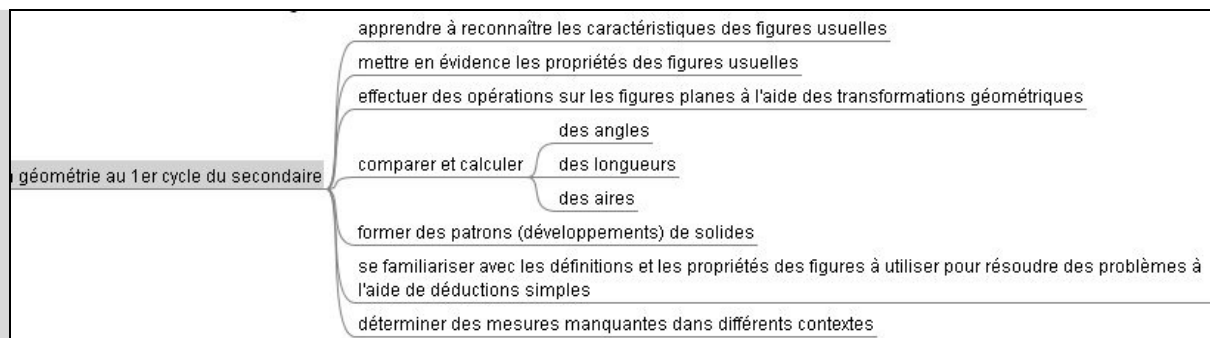 géométrie au 1er cycle du secondaire
apprendre à reconnaître les caractéristiques des figures usuelles
mettre en évidence les propriétés des figures usuelles
effectuer des opérations sur les figures planes à l'aide des transformations géométriques
comparer et calculer
des angles
des longueurs
des aires
former des patrons (développements) de solides
se familiariser avec les définitions et les propriétés des figures à utiliser pour résoudre des problèmes à
l'aide de déductions simples
déterminer des mesures manquantes dans différents contextes